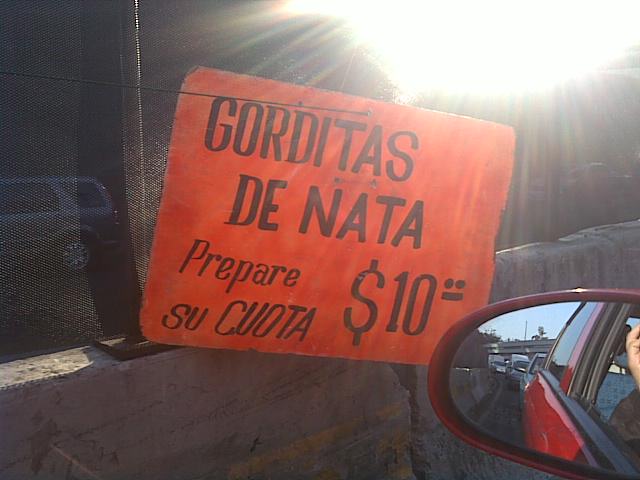 GORDITAS
DE NATA
Prepare
SU CUOTA $10=